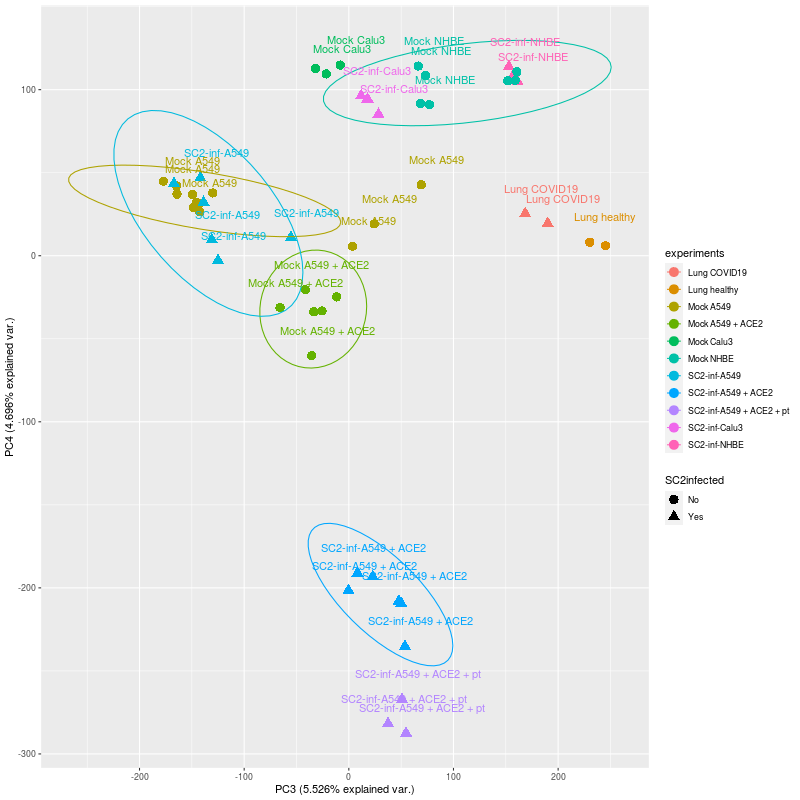 Mock Calu3
Mock Calu3
Mock NHBE
Mock NHBE
SC2-inf-NHBE
SC2-inf-NHBE
SC2-inf-Calu3
Mock NHBE
SC2-inf-Calu3
SC2-inf-A549
Mock A549
Mock A549
Mock A549
Mock A549
Mock A549
Lung COVID19
Lung COVID19
SC2-inf-A549
SC2-inf-A549
Lung healthy
Mock A549
SC2-inf-A549
Mock A549 + ACE2
Mock A549 + ACE2
Mock A549 + ACE2
SC2-inf-A549 + ACE2
SC2-inf-A549 + ACE2
SC2-inf-A549 + ACE2
SC2-inf-A549 + ACE2
SC2-inf-A549 + ACE2 + pt
SC2-inf-A549 + ACE2 + pt
SC2-inf-A549 + ACE2 + pt
100
0
-100
-200
-300
-200
-100
0
100
200
PC3 (5.526% explained var.)
PC4 (4.696% explained var.)
experiments
Lung COVID19
Lung healthy
Mock A549
Mock A549 + ACE2
Mock Calu3
Mock NHBE
SC2-inf-A549
SC2-inf-A549 + ACE2
SC2-inf-A549 + ACE2 + pt
SC2-inf-Calu3
SC2-inf-NHBE
SC2infected
No
Yes